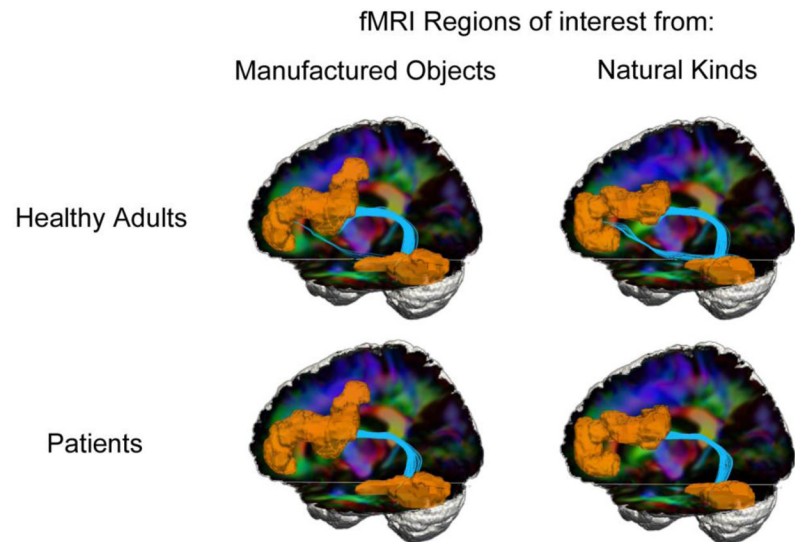 fMRI Regions of interest from:
Manufactured Objects
Natural Kinds
Healthy Adults
Patients